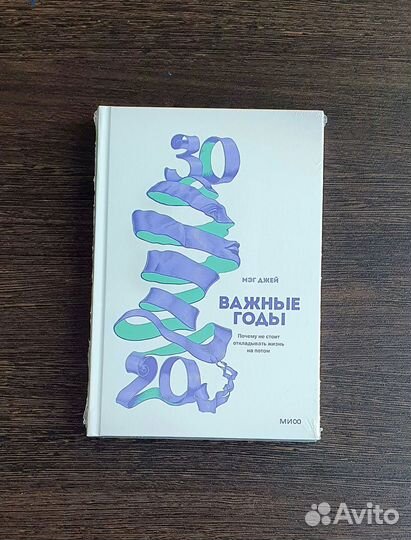 30
МЭГ ДЖЕЙ
ВАЖНЫЕ
ГОДЫ
Почему не стоит
откладывать жизнь
на потом
20
МИФ
Avito